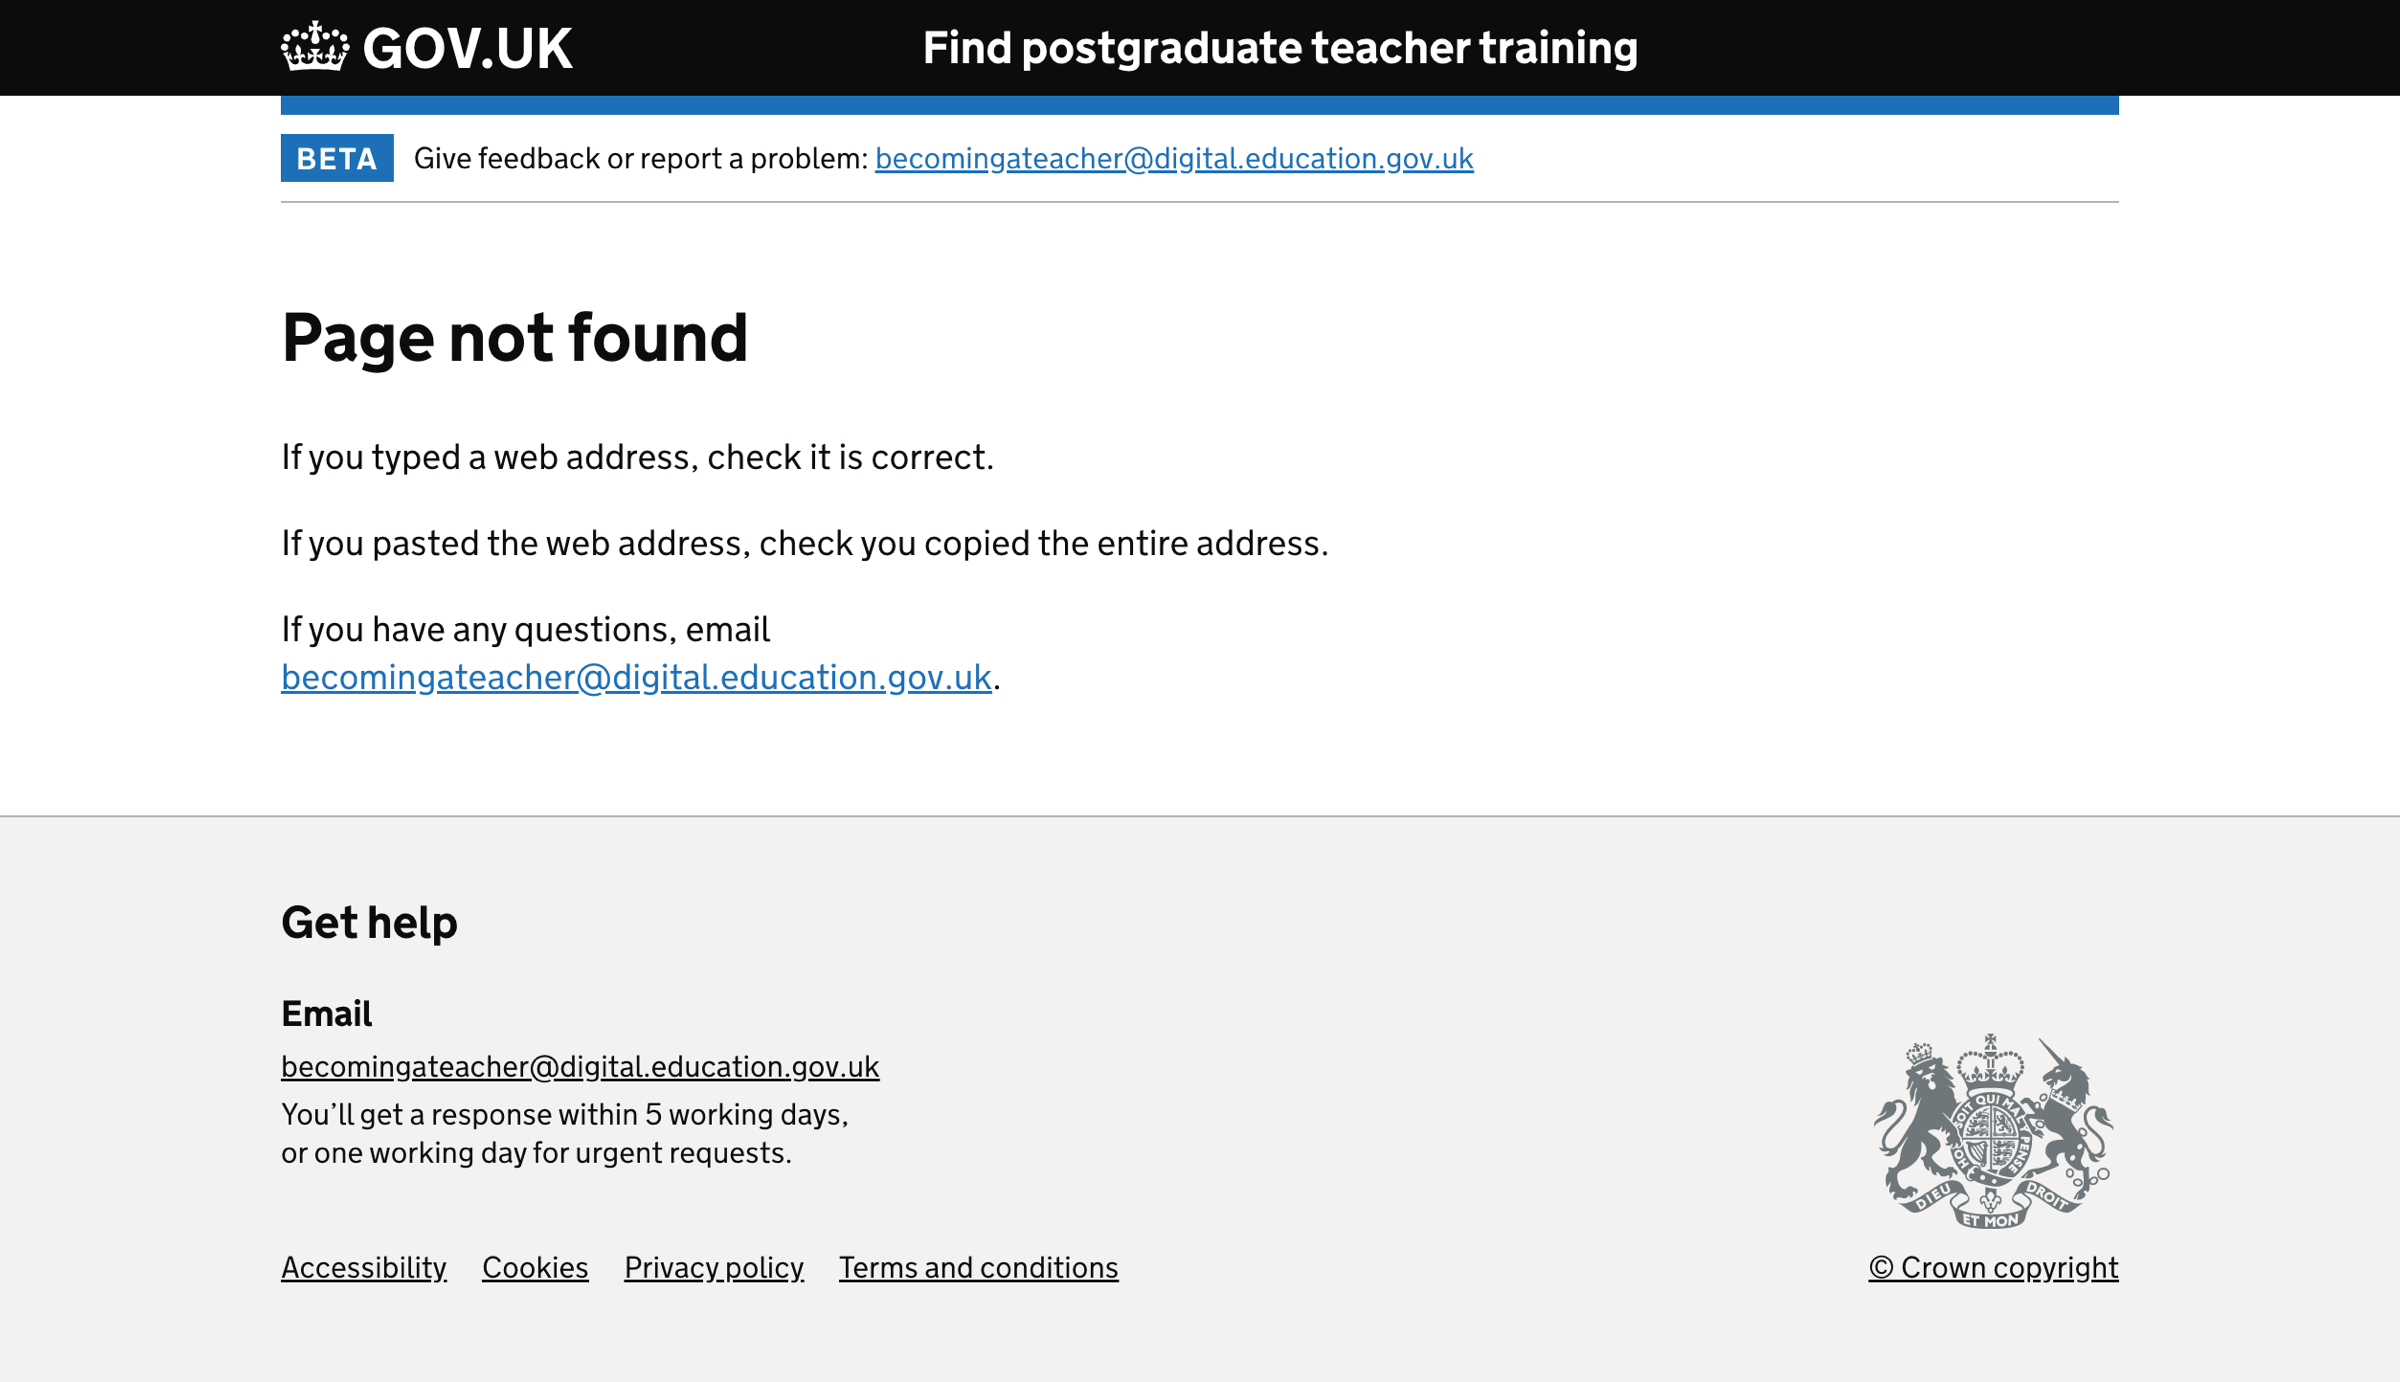 GOV.UK
Find postgraduate teacher training
BETA
Give feedback or report a problem: becomingateacher@digital.education.gov.uk
Page not found
If you typed a web address, check it is correct.
If you pasted the web address, check you copied the entire address.
If you have any questions, email
becomingateacher@digital.education.gov.uk.
Get help
Email
becomingateacher@digital.education.gov.uk
You’ll get a response within 5 working days,
or one working day for urgent requests.
Accessibility Cookies Privacy policy Terms and conditions
SOIT QUI MAL Y PENSE
DIEU ET MON DROIT
© Crown copyright